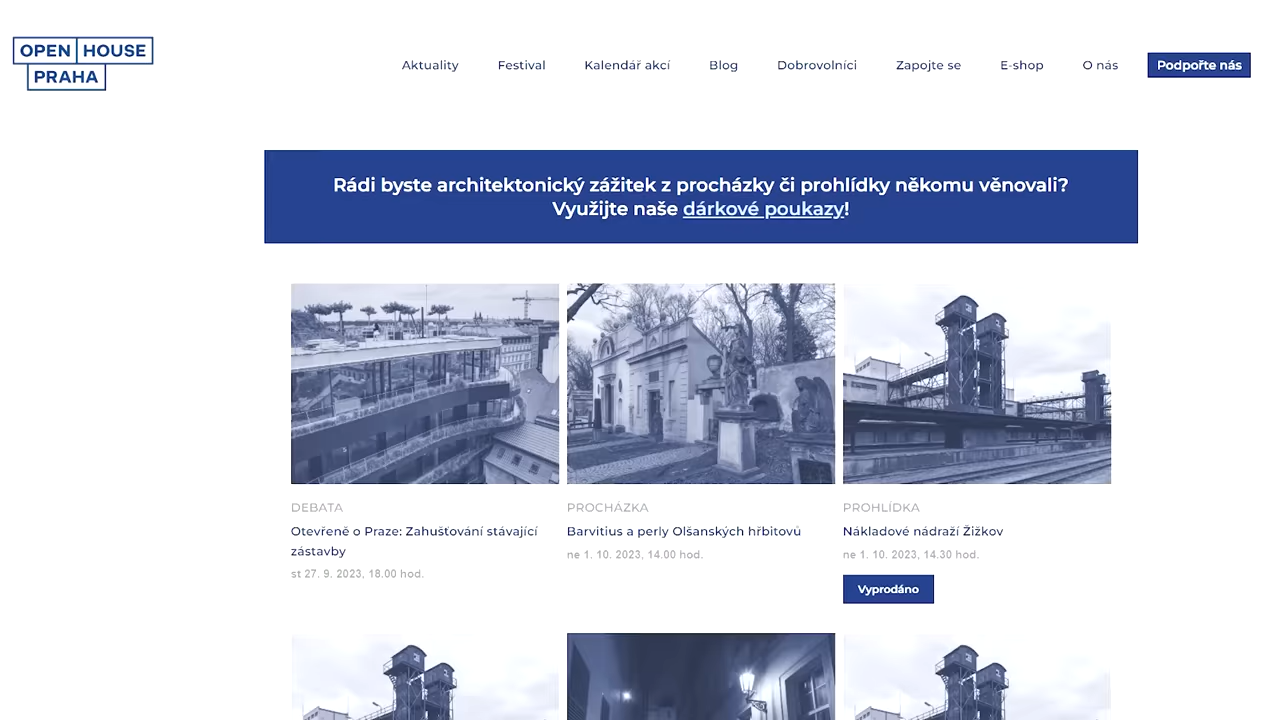 OPEN HOUSE
PRAHA
Aktuality Festival Kalendář akcí Blog Dobrovolníci Zapojte se E-shop O nás Podpořte nás
Rádi byste architektonický zážitek z procházky či prohlídky někomu věnovali?
Využijte naše dárkové poukazy!
DEBATA
Otevřeně o Praze: Zahušťování stávající
zástavby
st 27. 9. 2023, 18.00 hod.
PROCHÁZKA
Barvitius a perly Olšanských hřbitovů
ne 1. 10. 2023, 14.00 hod.
PROHLÍDKA
Nákladové nádraží Žižkov
ne 1. 10. 2023, 14.30 hod.
Vyprodáno